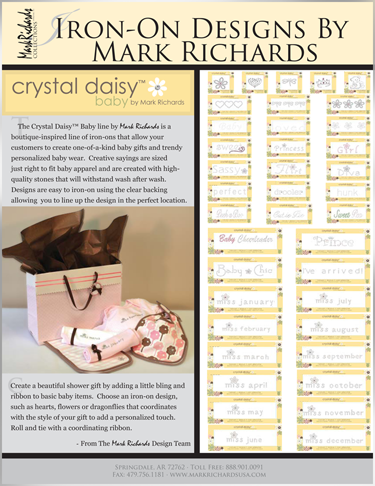 Mark Richards
COLLECTIONS
IRON-ON DESIGNS BY
MARK RICHARDS
crystal daisy™
baby by Mark Richards
The Crystal Daisy™ Baby line by Mark Richards is a
boutique-inspired line of iron-ons that allow your
customers to create one-of-a-kind baby gifts and trendy
personalized baby wear. Creative sayings are sized
just right to fit baby apparel and are created with high-
quality stones that will withstand wash after wash.
Designs are easy to iron-on using the clear backing
allowing you to line up the design in the perfect location.
Create a beautiful shower gift by adding a little bling and
ribbon to basic baby items. Choose an iron-on design,
such as hearts, flowers or dragonflies that coordinates
with the style of your gift to add a personalized touch.
Roll and tie with a coordinating ribbon.
- From The Mark Richards Design Team
Princess
Girl
Sassy
Perfect
Baby Cheerleader
Prince
Baby Chic
I've arrived!
miss january
miss july
miss february
miss august
miss march
miss september
miss april
miss october
miss may
miss november
miss june
miss december
SPRINGDALE, AR 72762 · TOLL FREE: 888.901.0091
FAX: 479.756.1181 · WWW.MARKRICHARDSUSA.COM